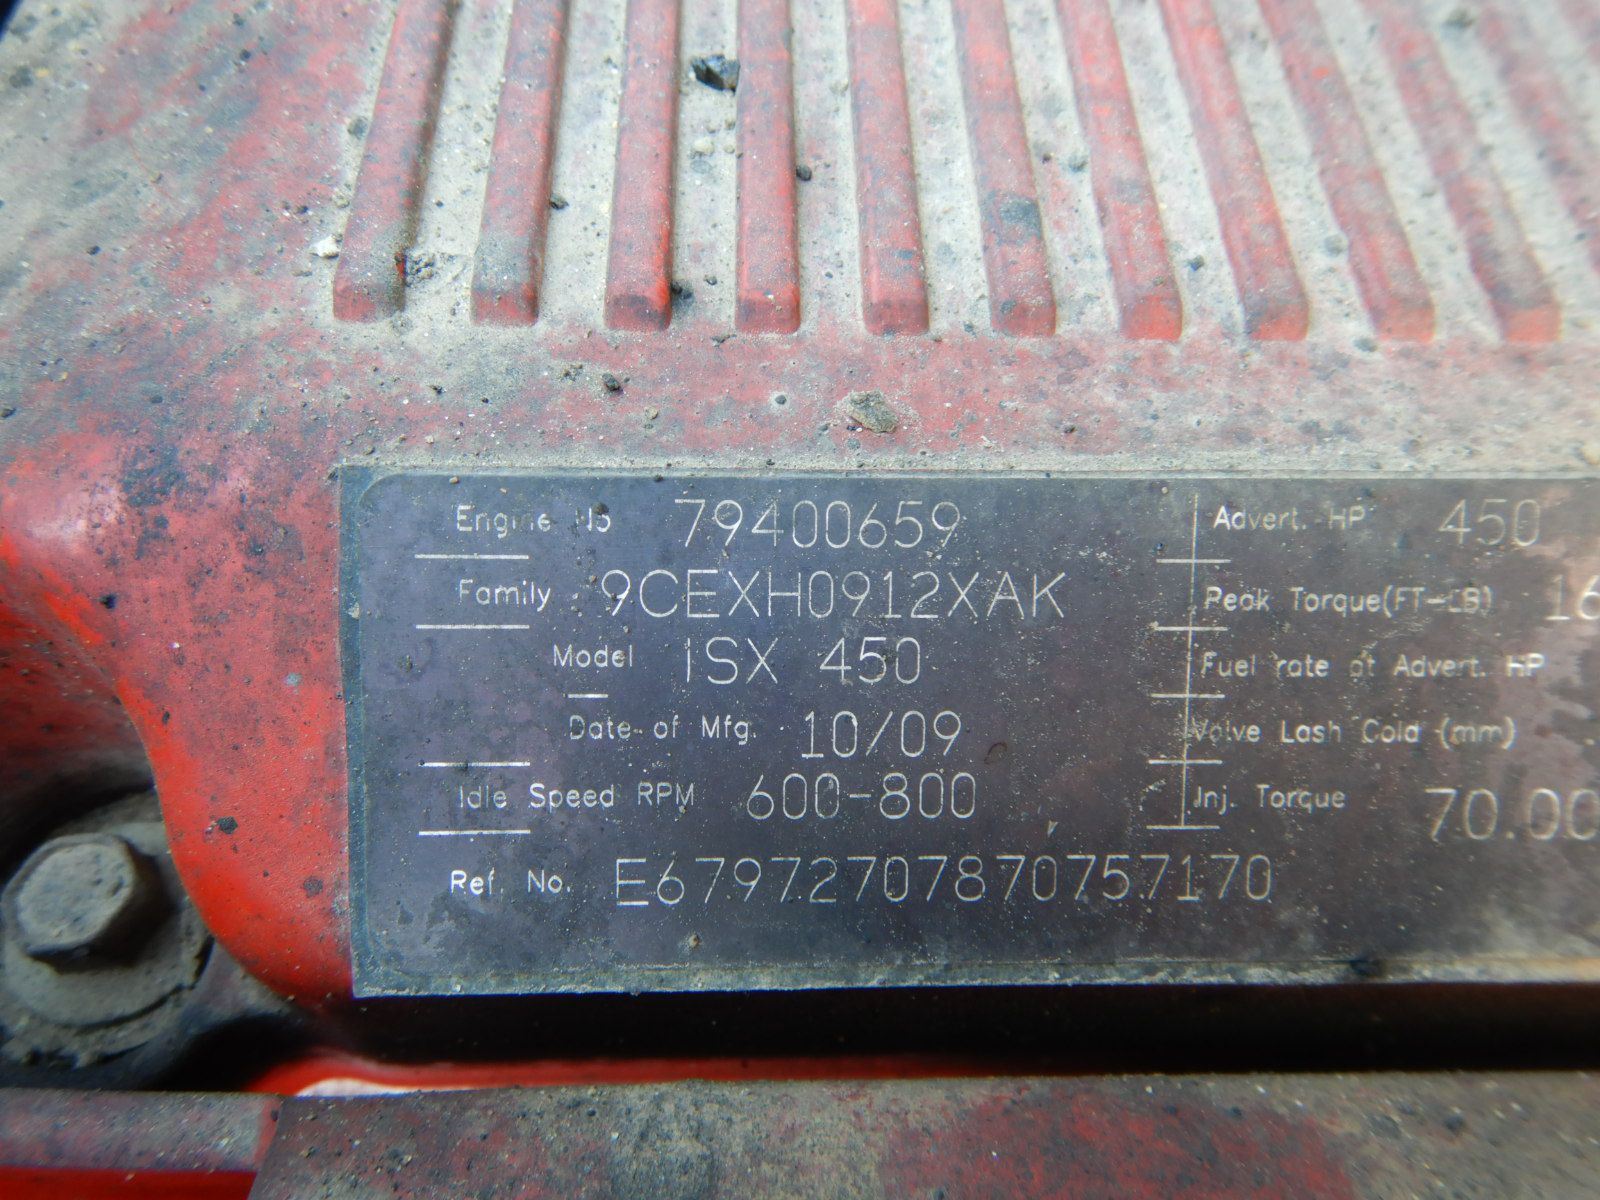 Engine No 79400659 Advert. HP 450
Family 9CEXH0912XAK Peak Torque(FT-LB) 16
Model ISX 450 Fuel rate at Advert. HP
Date of Mfg. 10/09 Valve Lash Cold (mm)
Idle Speed RPM 600-800 Inj. Torque 70.00
Ref. No. E67972707870757170